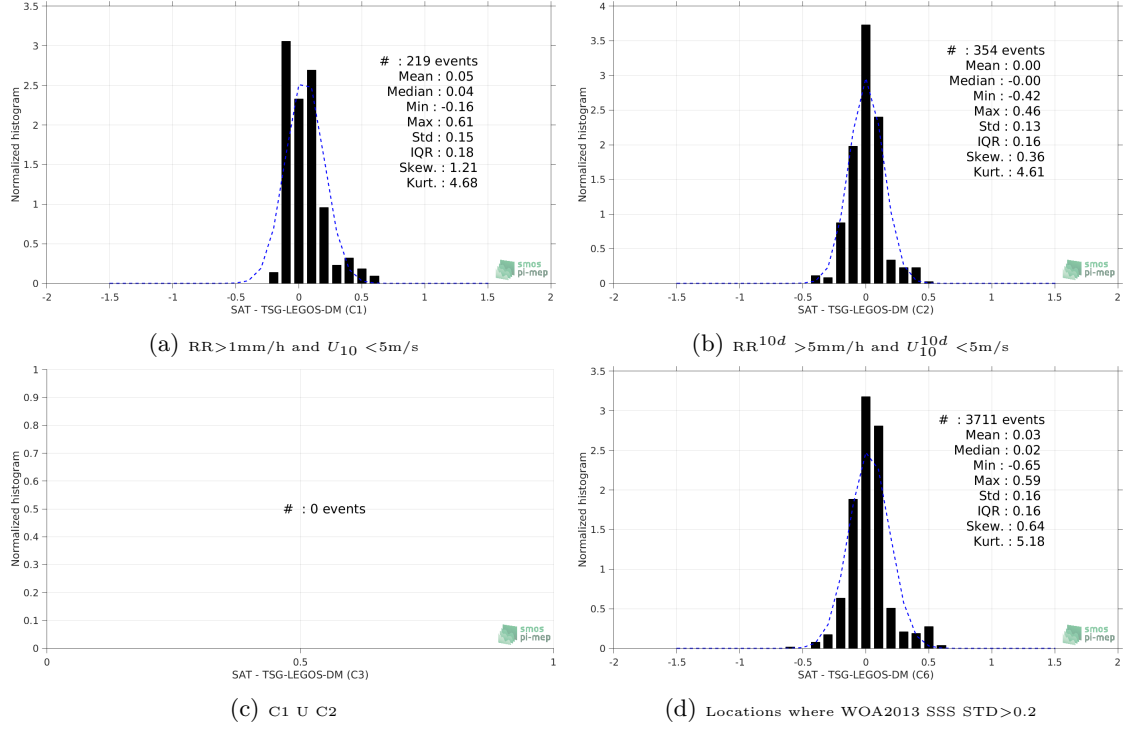 3.5
3
2.5
2
1.5
1
0.5
0
Normalized histogram
# : 219 events
Mean : 0.05
Median : 0.04
Min : -0.16
Max : 0.61
Std : 0.15
IQR : 0.18
Skew. : 1.21
Kurt. : 4.68
smos
pi-mep
-2 -1.5 -1 -0.5 0 0.5 1 1.5 2
SAT - TSG-LEGOS-DM (C1)
(a) RR>1mm/h and U10 <5m/s
4
3.5
3
2.5
2
1.5
1
0.5
0
Normalized histogram
# : 354 events
Mean : 0.00
Median : -0.00
Min : -0.42
Max : 0.46
Std : 0.13
IQR : 0.16
Skew. : 0.36
Kurt. : 4.61
smos
pi-mep
-2 -1.5 -1 -0.5 0 0.5 1 1.5 2
SAT - TSG-LEGOS-DM (C2)
(b) RR10d >5mm/h and U10d10 <5m/s
1
0.9
0.8
0.7
0.6
0.5
0.4
0.3
0.2
0.1
0
Normalized histogram
# : 0 events
smos
pi-mep
0 0.5 1
SAT - TSG-LEGOS-DM (C3)
(c) C1 U C2
3.5
3
2.5
2
1.5
1
0.5
0
Normalized histogram
# : 3711 events
Mean : 0.03
Median : 0.02
Min : -0.65
Max : 0.59
Std : 0.16
IQR : 0.16
Skew. : 0.64
Kurt. : 5.18
smos
pi-mep
-2 -1.5 -1 -0.5 0 0.5 1 1.5 2
SAT - TSG-LEGOS-DM (C6)
(d) Locations where WOA2013 SSS STD>0.2